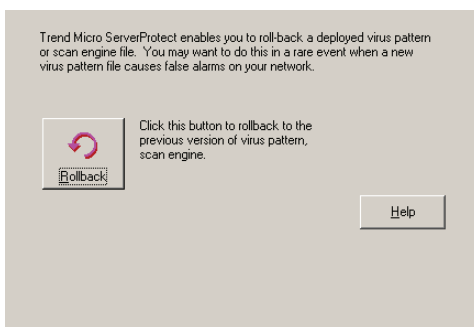 Trend Micro ServerProtect enables you to roll-back a deployed virus pattern
or scan engine file. You may want to do this in a rare event when a new
virus pattern file causes false alarms on your network.
Click this button to rollback to the
previous version of virus pattern,
scan engine.
Rollback
Help